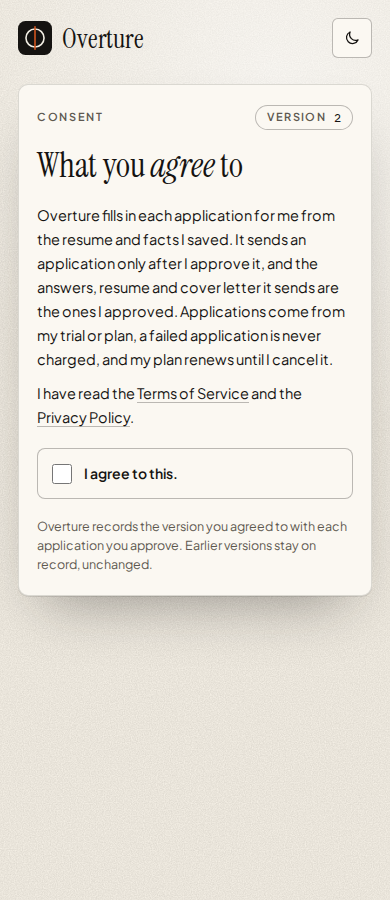 Overture
CONSENT
VERSION 2
What you agree to
Overture fills in each application for me from
the resume and facts I saved. It sends an
application only after I approve it, and the
answers, resume and cover letter it sends are
the ones I approved. Applications come from
my trial or plan, a failed application is never
charged, and my plan renews until I cancel it.
I have read the Terms of Service and the
Privacy Policy.
I agree to this.
Overture records the version you agreed to with each
application you approve. Earlier versions stay on
record, unchanged.